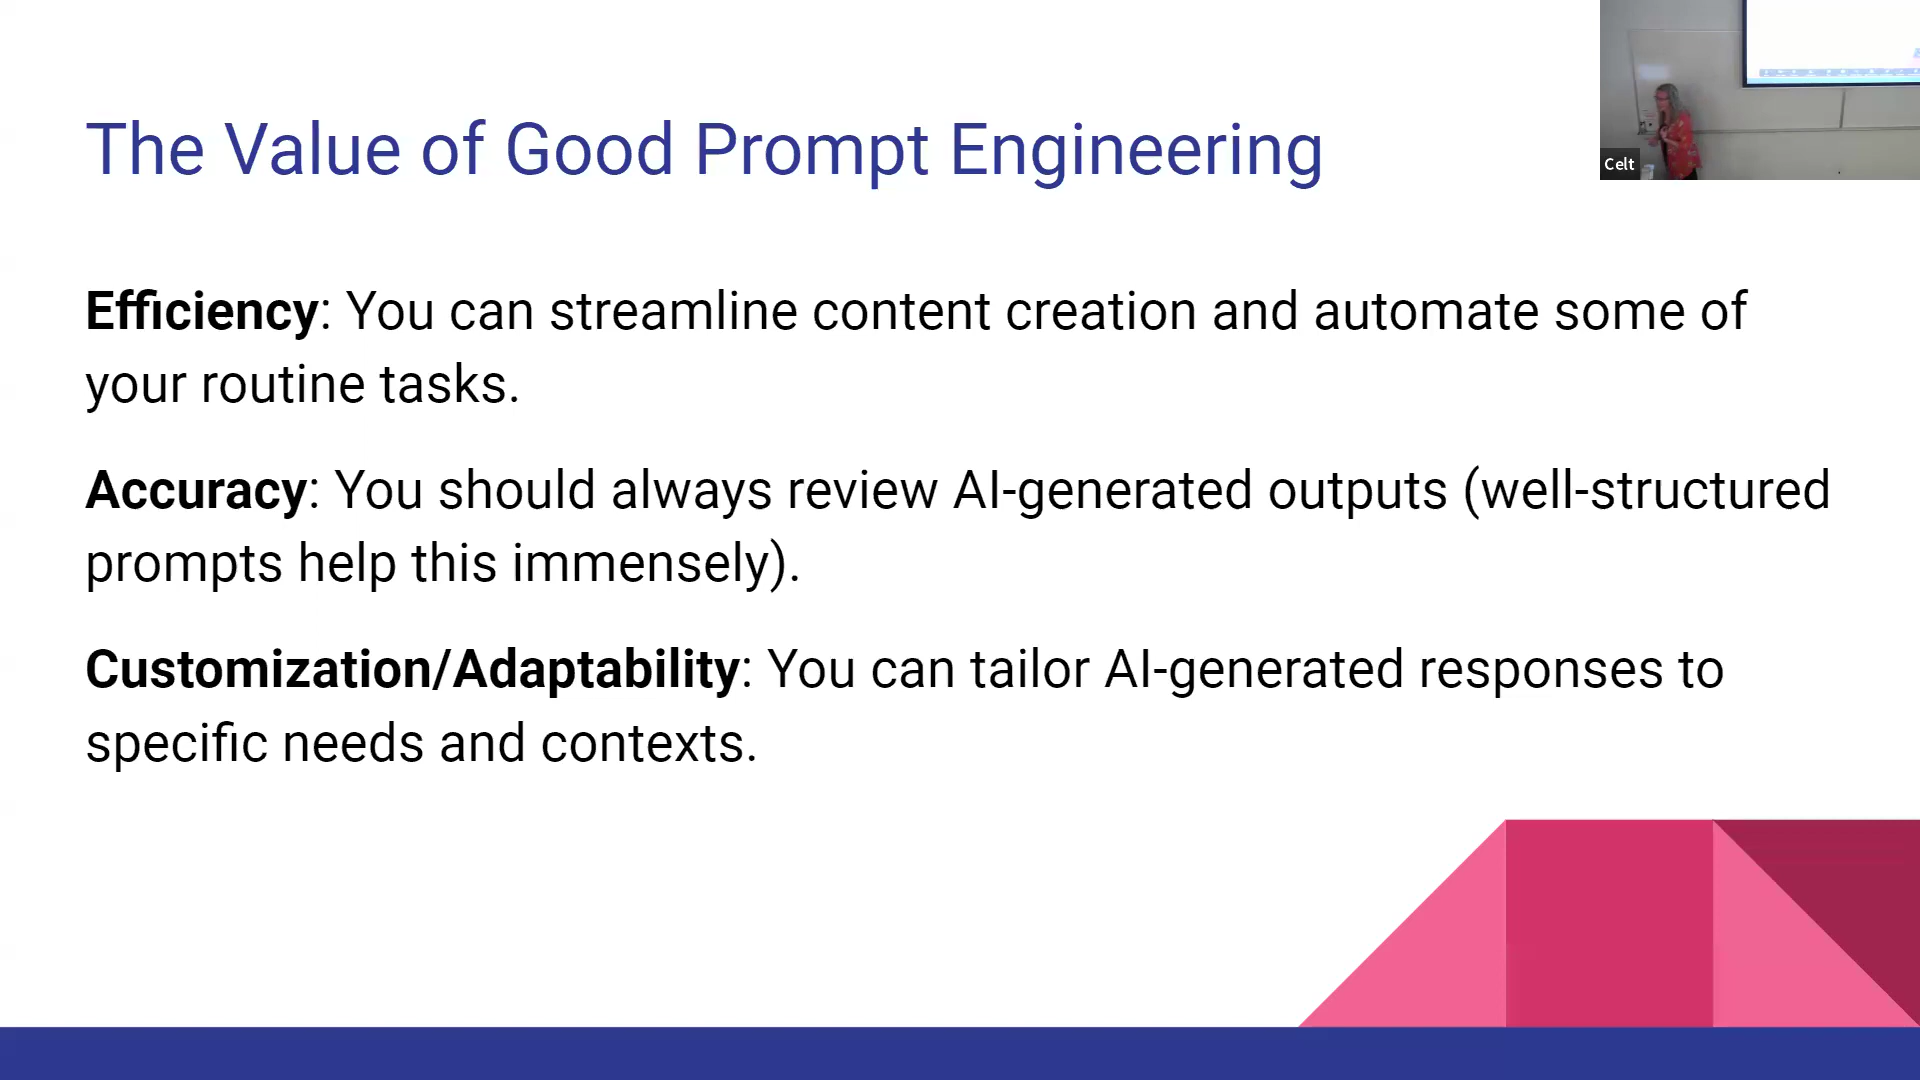 The Value of Good Prompt Engineering
Efficiency: You can streamline content creation and automate some of
your routine tasks.
Accuracy: You should always review AI-generated outputs (well-structured
prompts help this immensely).
Customization/Adaptability: You can tailor AI-generated responses to
specific needs and contexts.
Celt